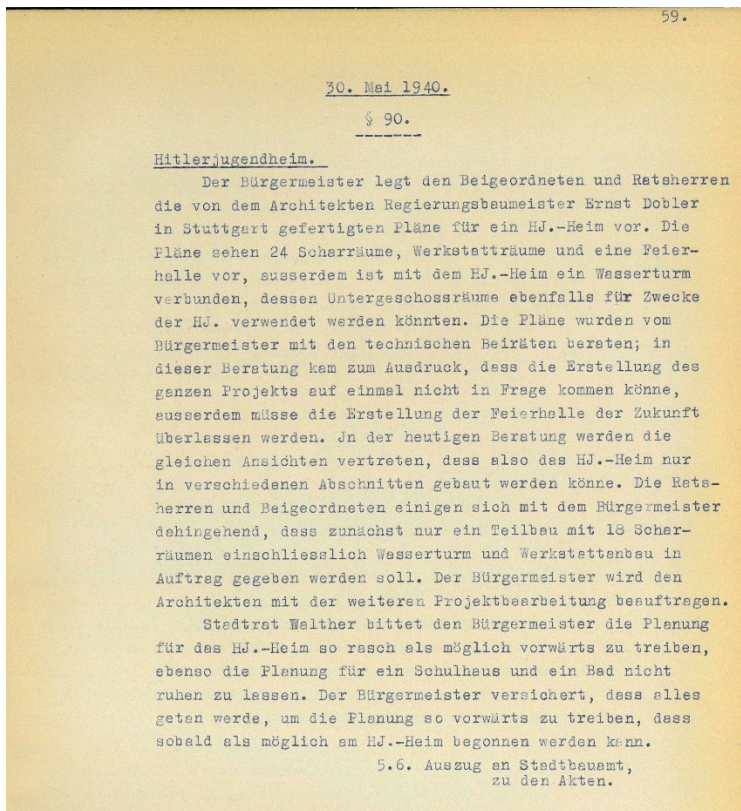 59.
30. Mai 1940.
§ 90.
Hitlerjugendheim.
Der Bürgermeister legt den Beigeordneten und Ratsherren
die von dem Architekten Regierungsbaumeister Ernst Dobler
in Stuttgart gefertigten Pläne für ein HJ.-Heim vor. Die
Pläne sehen 24 Scharräume, Werkstatträume und eine Feier-
halle vor, ausserdem ist mit dem HJ.-Heim ein Wasserturm
verbunden, dessen Untergeschossräume ebenfalls für Zwecke
der HJ. verwendet werden könnten. Die Pläne wurden vom
Bürgermeister mit den technischen Beiräten beraten; in
dieser Beratung kam zum Ausdruck, dass die Erstellung des
ganzen Projekts auf einmal nicht in Frage kommen könne,
ausserdem müsse die Erstellung der Feierhalle der Zukunft
überlassen werden. Jn der heutigen Beratung werden die
gleichen Ansichten vertreten, dass also das HJ.-Heim nur
in verschiedenen Abschnitten gebaut werden könne. Die Rats-
herren und Beigeordneten einigen sich mit dem Bürgermeister
dahingehend, dass zunächst nur ein Teilbau mit 18 Schar-
räumen einschliesslich Wasserturm und Werkstattanbau in
Auftrag gegeben werden soll. Der Bürgermeister wird den
Architekten mit der weiteren Projektbearbeitung beauftragen.
Stadtrat Walther bittet den Bürgermeister die Planung
für das HJ.-Heim so rasch als möglich vorwärts zu treiben,
ebenso die Planung für ein Schulhaus und ein Bad nicht
ruhen zu lassen. Der Bürgermeister versichert, dass alles
getan werde, um die Planung so vorwärts zu treiben, dass
sobald als möglich am HJ.-Heim begonnen werden kann.
5.6. Auszug an Stadtbauamt,
zu den Akten.